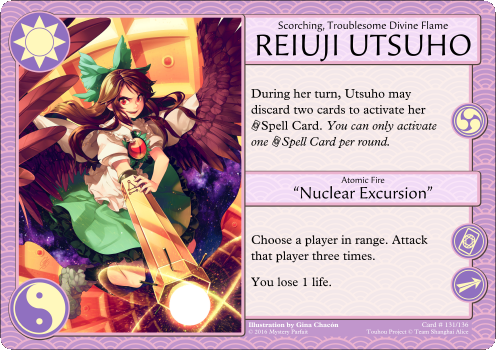 Scorching, Troublesome Divine Flame
REIUJI UTSUHO
During her turn, Utsuho may
discard two cards to activate her
Spell Card. You can only activate
one Spell Card per round.
Atomic Fire
“Nuclear Excursion”
Choose a player in range. Attack
that player three times.
You lose 1 life.
Illustration by Gina Chacón
© 2016 Mystery Parfait
Card # 131/136
Touhou Project © Team Shanghai Alice